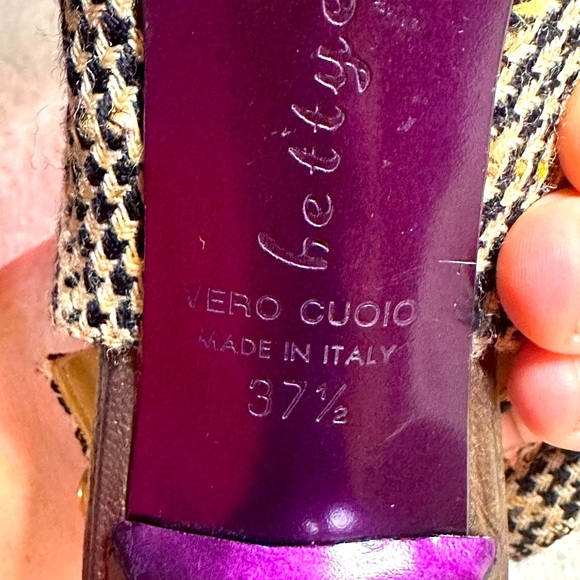 bettye
VERO CUOIO
MADE IN ITALY
37½